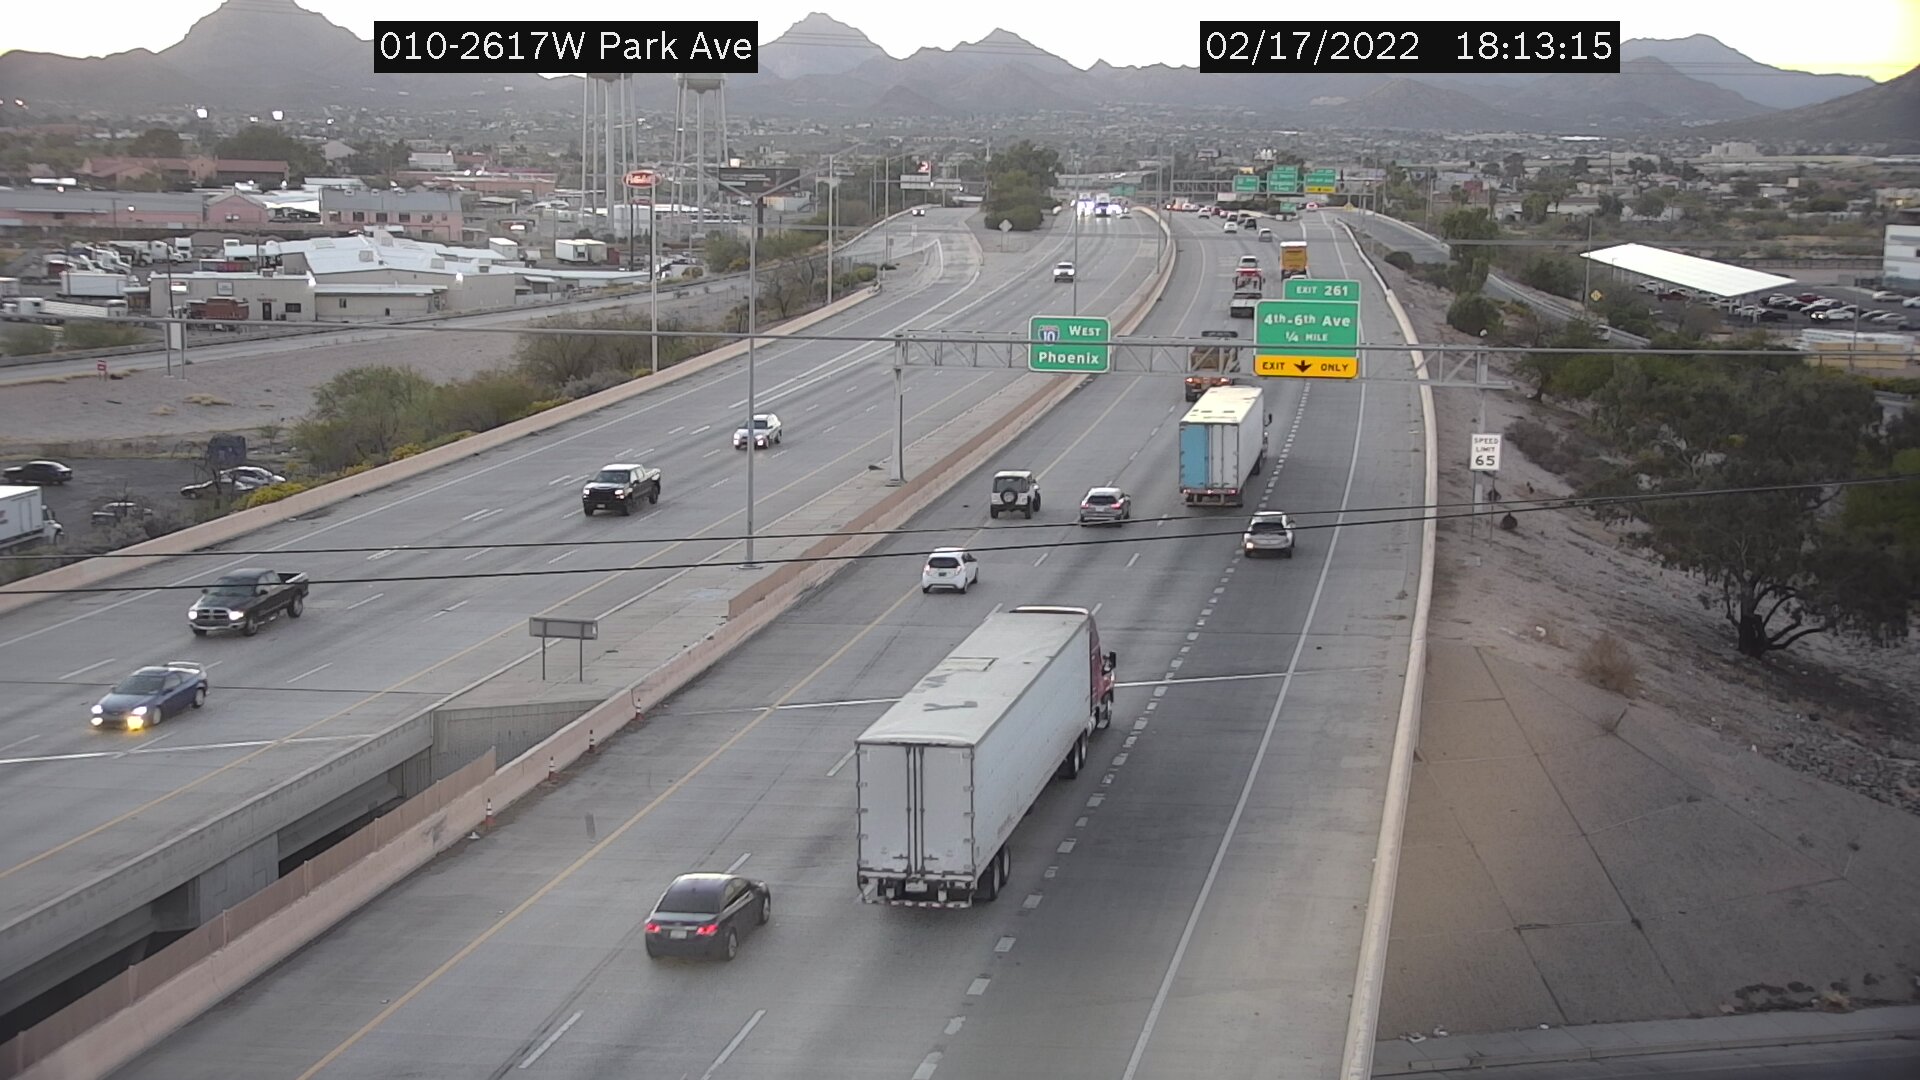 010-2617W Park Ave
02/17/2022 18:13:15
EXIT 261
10 WEST
Phoenix
4th-6th Ave
1/4 MILE
EXIT ONLY
SPEED
LIMIT
65